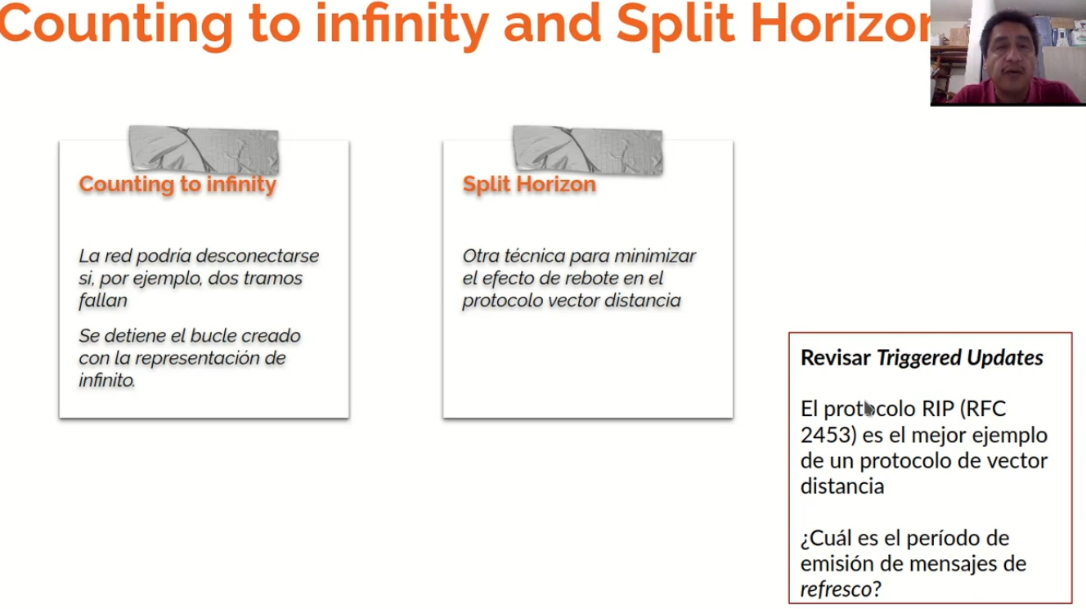 Counting to infinity and Split Horizon
Counting to infinity
La red podría desconectarse
si, por ejemplo, dos tramos
fallan
Se detiene el bucle creado
con la representación de
infinito.
Split Horizon
Otra técnica para minimizar
el efecto de rebote en el
protocolo vector distancia
Revisar Triggered Updates
El protocolo RIP (RFC
2453) es el mejor ejemplo
de un protocolo de vector
distancia
¿Cuál es el período de
emisión de mensajes de
refresco?